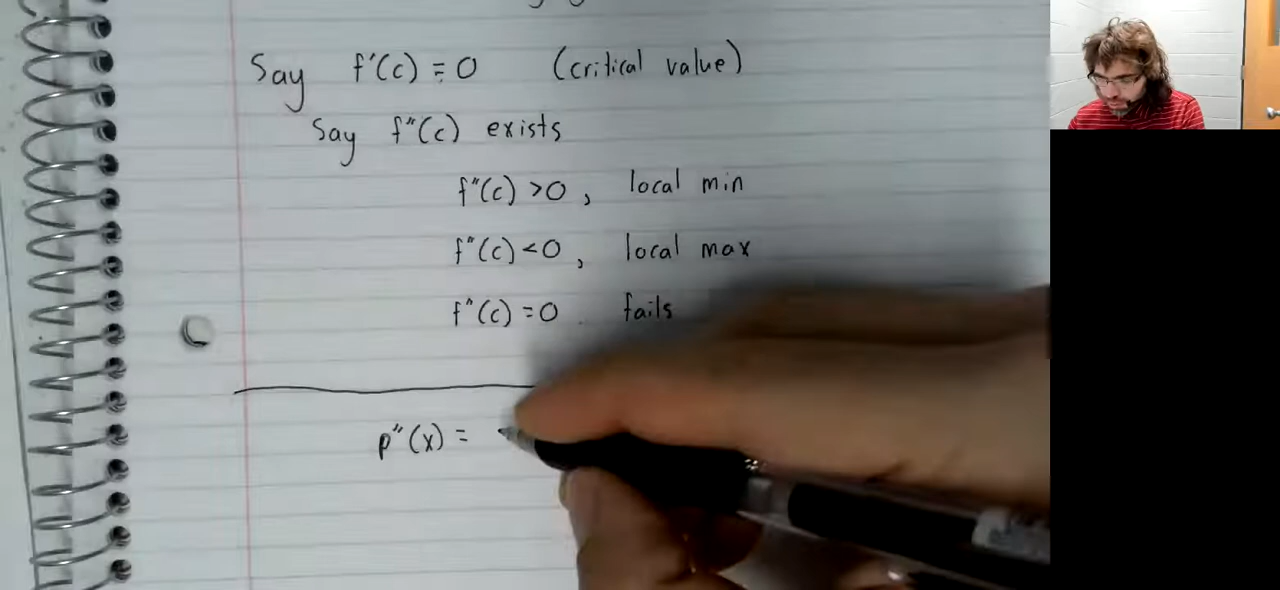 Say f'(c) = 0 (critical value)
Say f"(c) exists
f"(c) >0, local min
f"(c) <0, local max
f"(c) =0 fails
p"(x) =